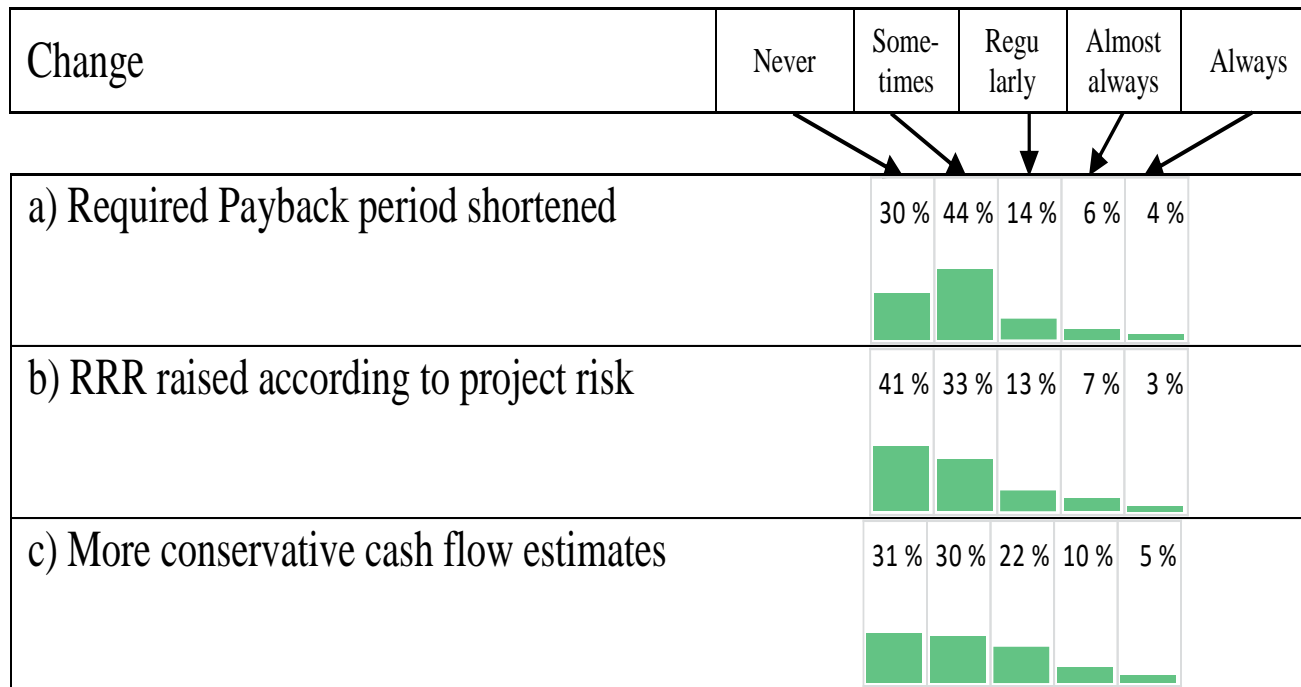 Change
Never
Some-
times
Regu
larly
Almost
always
Always
a) Required Payback period shortened
30 % 44 % 14 % 6 % 4 %
b) RRR raised according to project risk
41 % 33 % 13 % 7 % 3 %
c) More conservative cash flow estimates
31 % 30 % 22 % 10 % 5 %